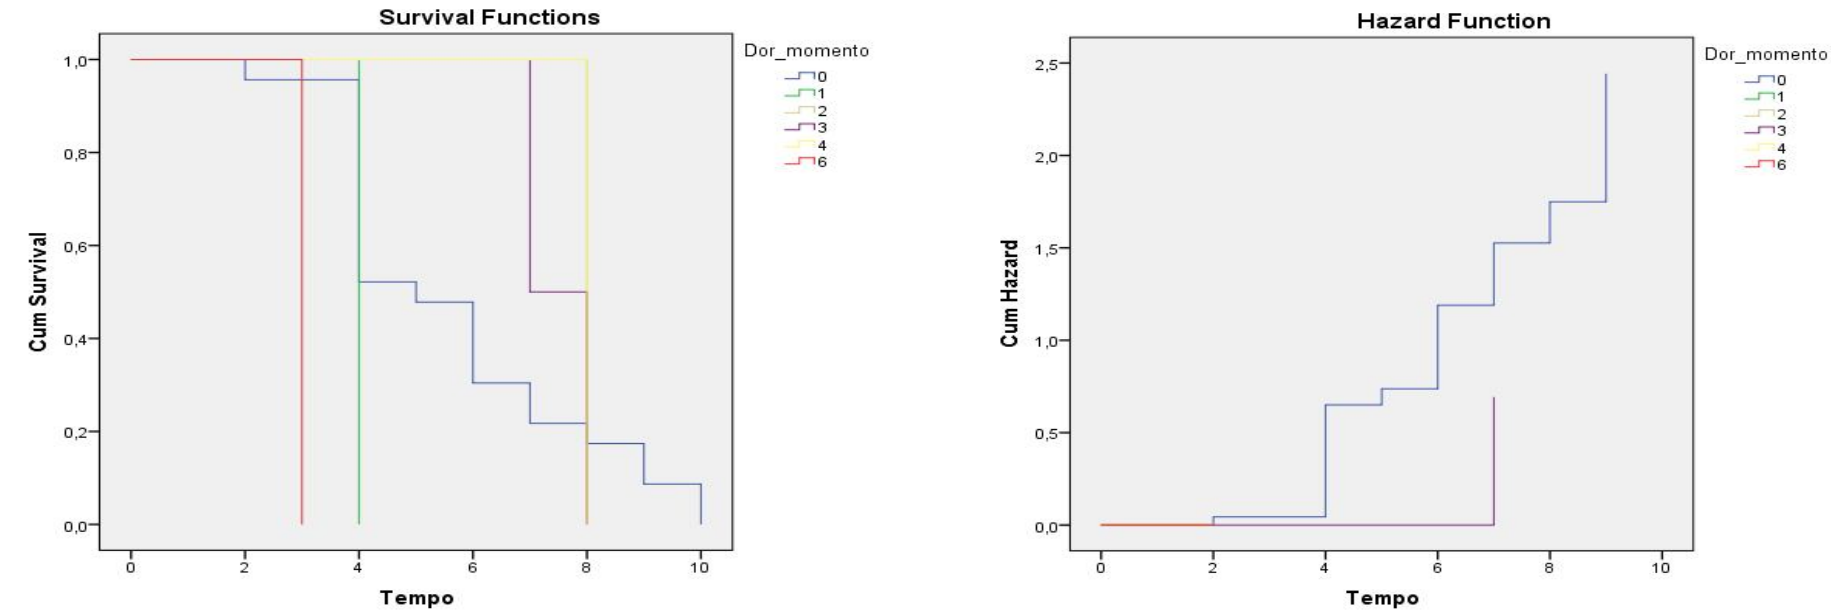 Survival Functions
Dor_momento
0
1
2
3
4
6
1,0
0,8
0,6
0,4
0,2
0,0
Cum Survival
0 2 4 6 8 10
Tempo
Hazard Function
Dor_momento
0
1
2
3
4
6
2,5
2,0
1,5
1,0
0,5
0,0
Cum Hazard
0 2 4 6 8 10
Tempo